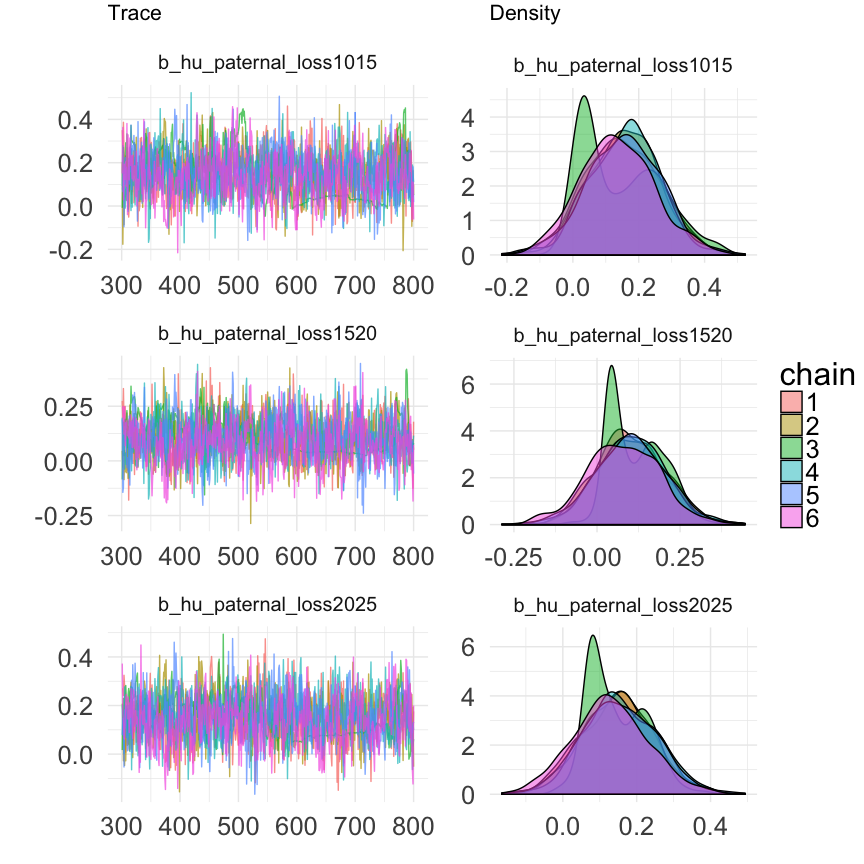 Trace
Density
b_hu_paternal_loss1015
b_hu_paternal_loss1015
0.4
0.2
0.0
-0.2
300 400 500 600 700 800
4
3
2
1
0
-0.2 0.0 0.2 0.4
b_hu_paternal_loss1520
b_hu_paternal_loss1520
0.25
0.00
-0.25
300 400 500 600 700 800
6
4
2
0
-0.25 0.00 0.25
chain
1
2
3
4
5
6
b_hu_paternal_loss2025
b_hu_paternal_loss2025
0.4
0.2
0.0
300 400 500 600 700 800
6
4
2
0
0.0 0.2 0.4